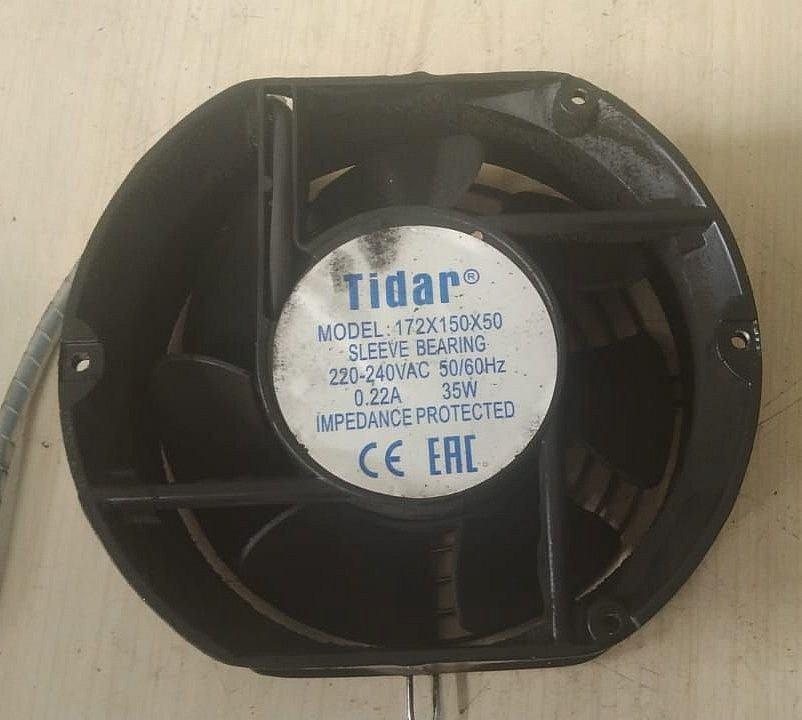 Tidar®
MODEL: 172X150X50
SLEEVE BEARING
220-240VAC 50/60Hz
0.22A 35W
IMPEDANCE PROTECTED
CE EAC